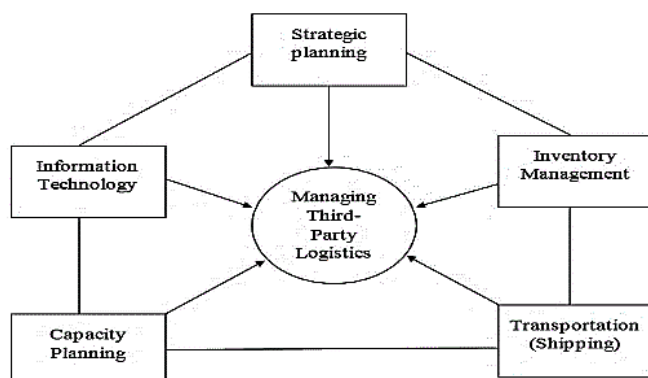 Strategic
planning
Information
Technology
Inventory
Management
Managing
Third-
Party
Logistics
Capacity
Planning
Transportation
(Shipping)